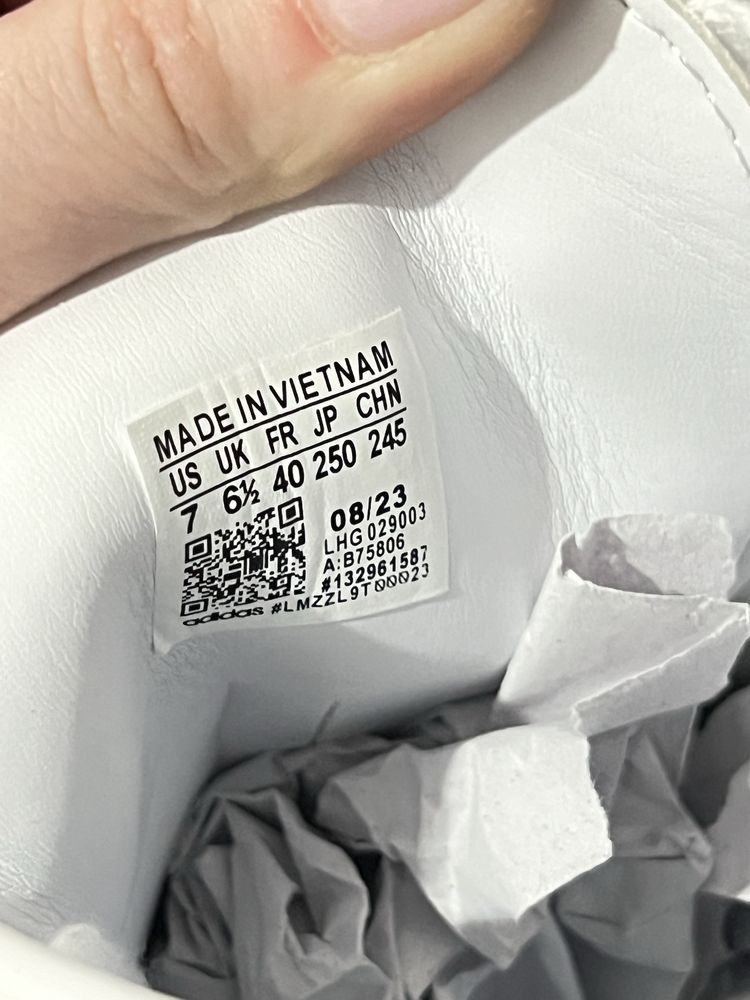 MADE IN VIETNAM
US UK FR JP CHN
7 6½ 40 250 245
08/23
LHG 029003
A:B75806
#132961587
adidas #LMZZL9T00023